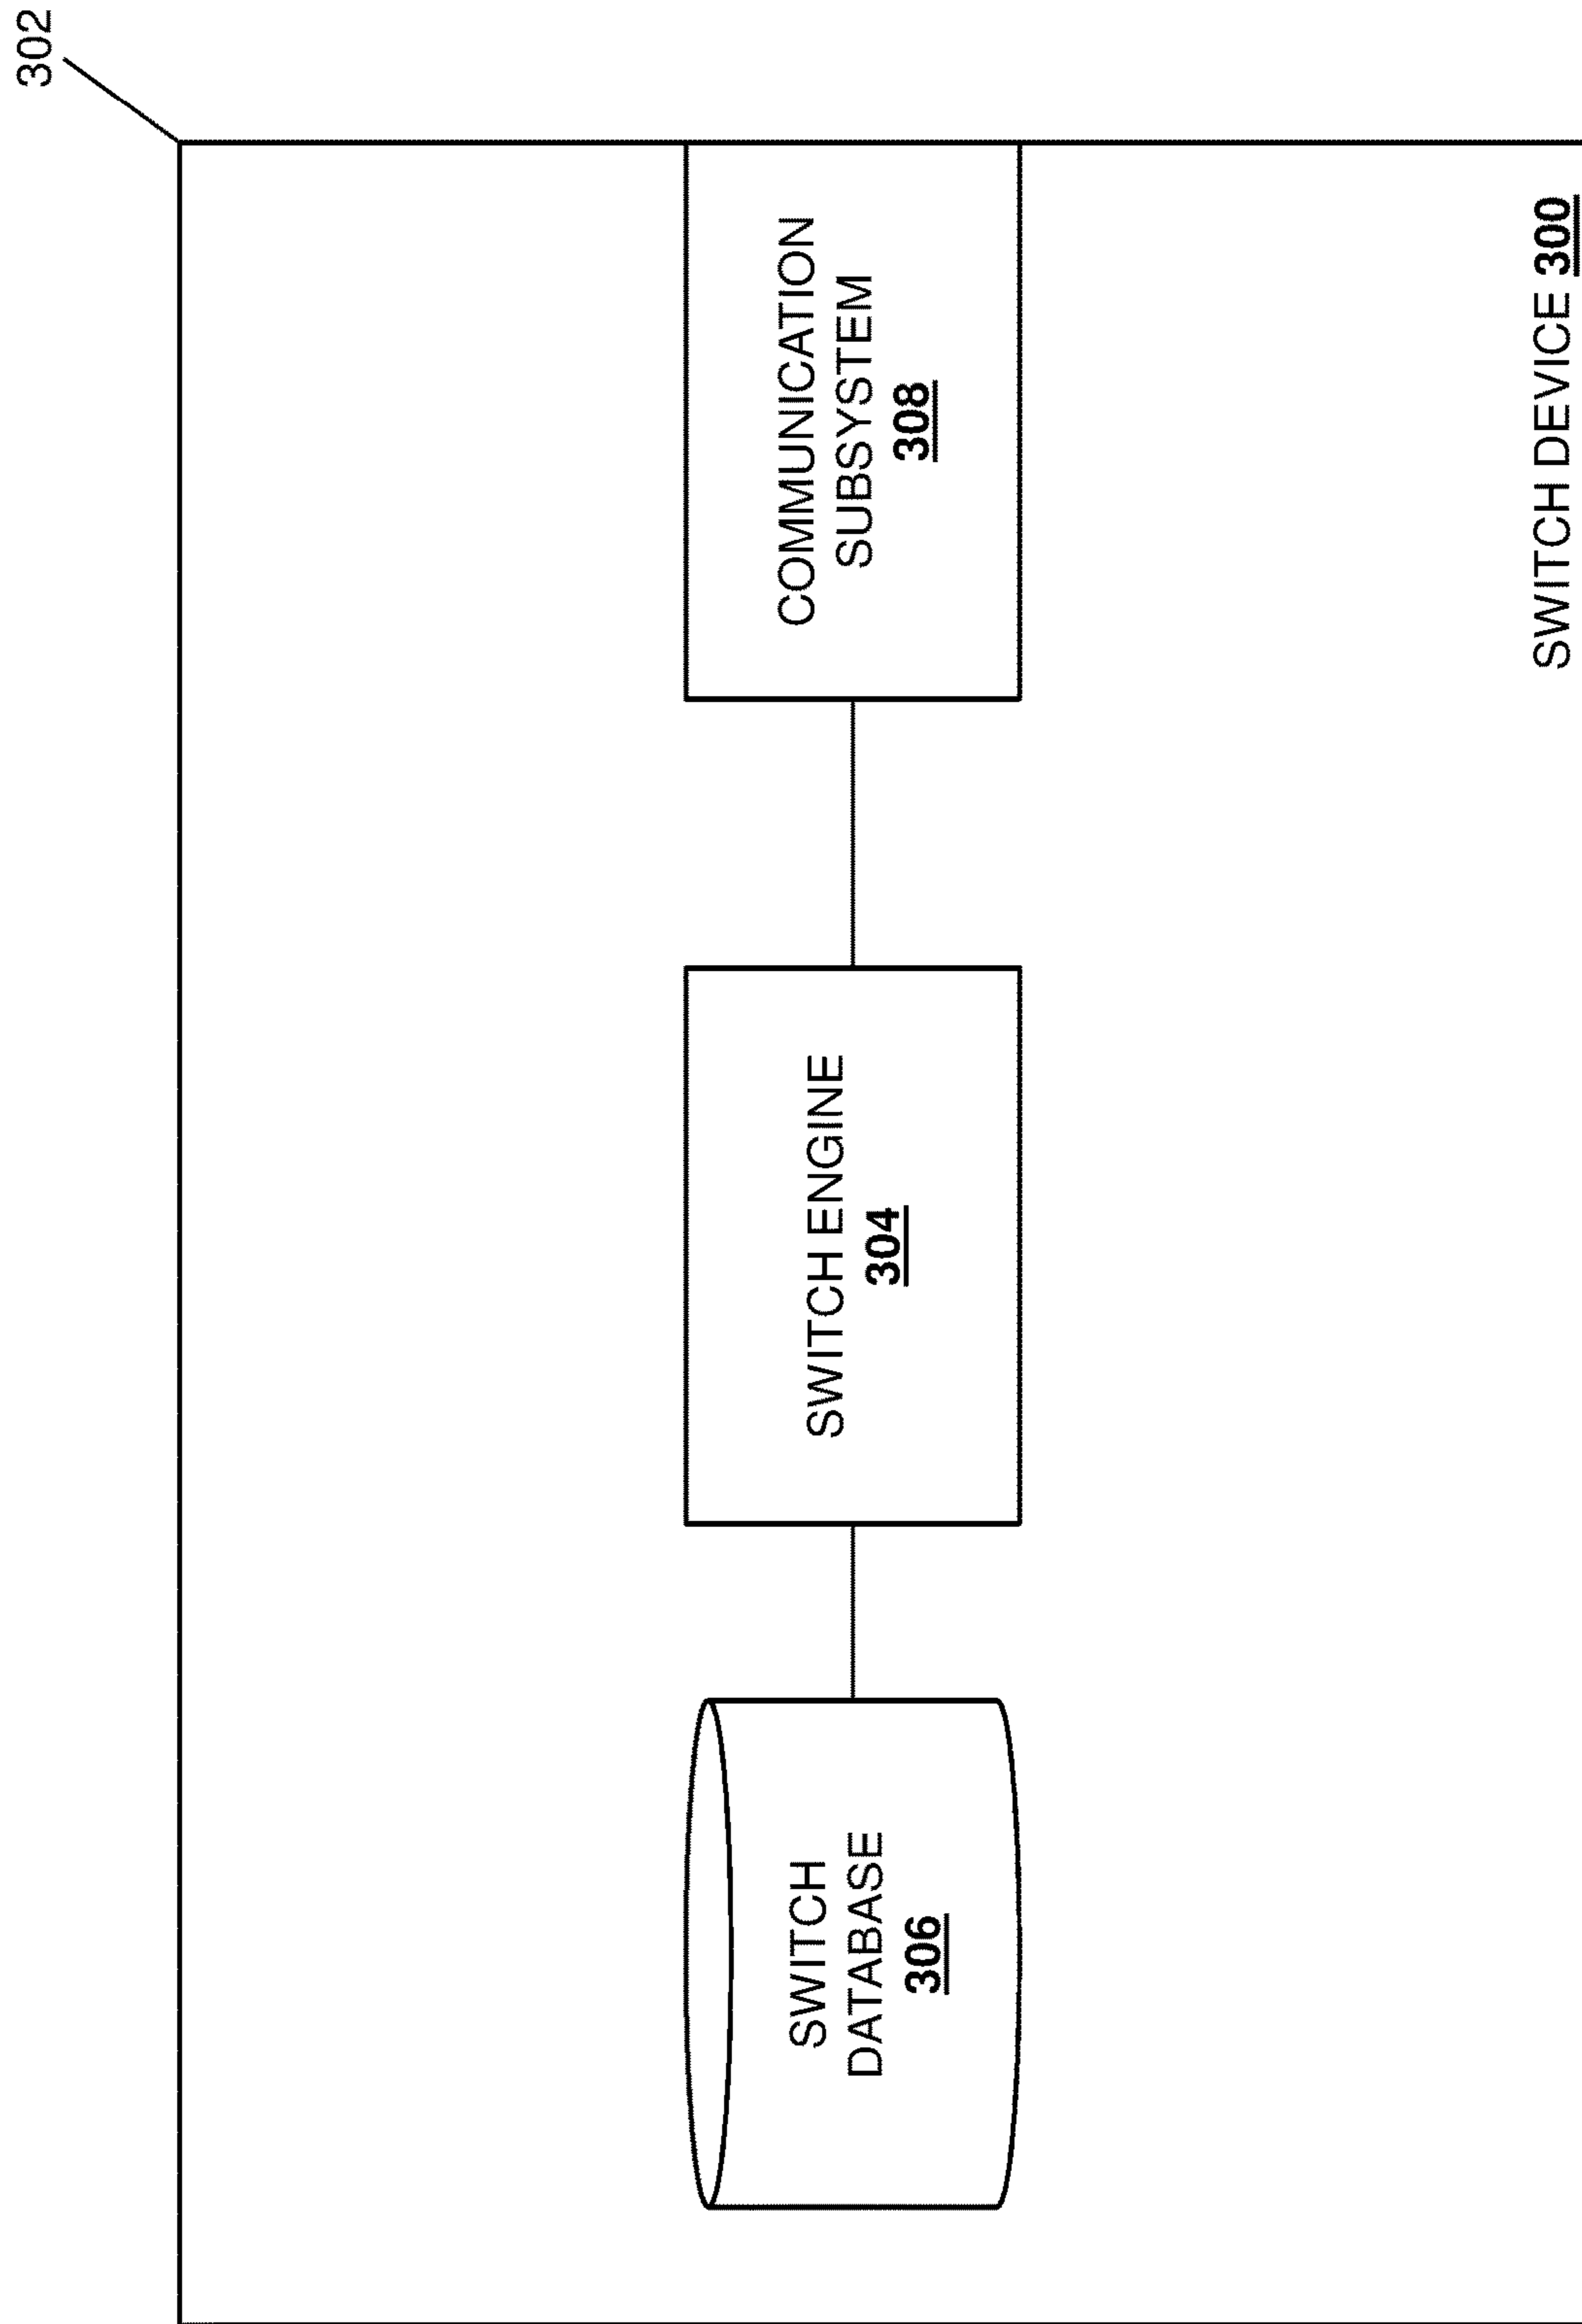 302
SWITCH
DATABASE
306
SWITCH ENGINE
304
COMMUNICATION
SUBSYSTEM
308
SWITCH DEVICE 300